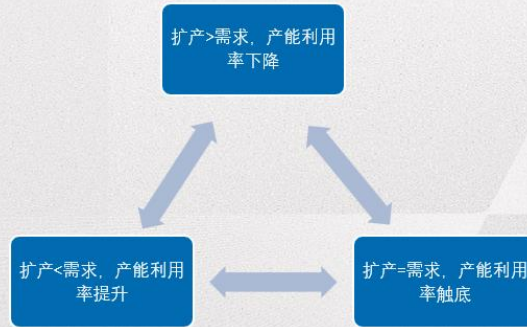 扩产>需求，产能利用
率下降
扩产<需求，产能利用
率提升
扩产=需求，产能利用
率触底